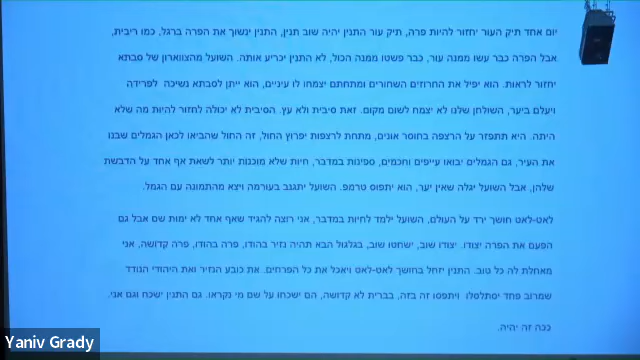 יום אחד תיק העור יחזור להיות פרה, תיק עור התנין יהיה שוב תנין, התנין ינשוך את הפרה ברגל, כמו ריבית,
אבל הפרה כבר עשו ממנה עור, כבר פשטו ממנה הכול, לא התנין יכריע אותה. השועל מהצווארון של סבתא
יחזור לראות. הוא יפיל את החרוזים השחורים ומתחתם יצמחו לו עיניים, הוא ייתן לסבתא נשיכה לפרידה
ויעלם ביער, השולחן שלנו לא יצמח לשום מקום. זאת סיבית ולא עץ. הסיבית לא יכולה לחזור להיות מה שלא
היתה. היא תתפזר על הרצפה בחוסר אונים, מתחת לרצפות יפרוץ החול, זה החול שהביאו לכאן הגמלים שבנו
את העיר, גם הגמלים יבואו עייפים וחכמים, ספינות במדבר, חיות שלא מוכנות יותר לשאת אף אחד על הדבשת
שלהן, אבל השועל יגלה שאין יער, הוא יתפוס טרמפ. השועל יתגנב בעורמה ויצא מהתמונה עם הגמל.
לאט-לאט חושך ירד על העולם, השועל ילמד לחיות במדבר, אני רוצה להגיד שאף אחד לא ימות שם אבל גם
הפעם את הפרה יצודו. יצודו שוב, ישחטו שוב, בגלגול הבא תהיה נזיר בהודו, פרה בהודו, פרה קדושה, אני
מאחלת לה כל טוב. התנין יזחל בחושך לאט-לאט ויאכל את כל הפרחים. את כובע הנזיר ואת היהודי הנודד
שמרוב פחד יסתלסלו ויתפסו זה בזה, בברית לא קדושה, הם ישכחו על שם מי נקראו. גם התנין ישכח וגם אני.
ככה זה יהיה.
Yaniv Grady